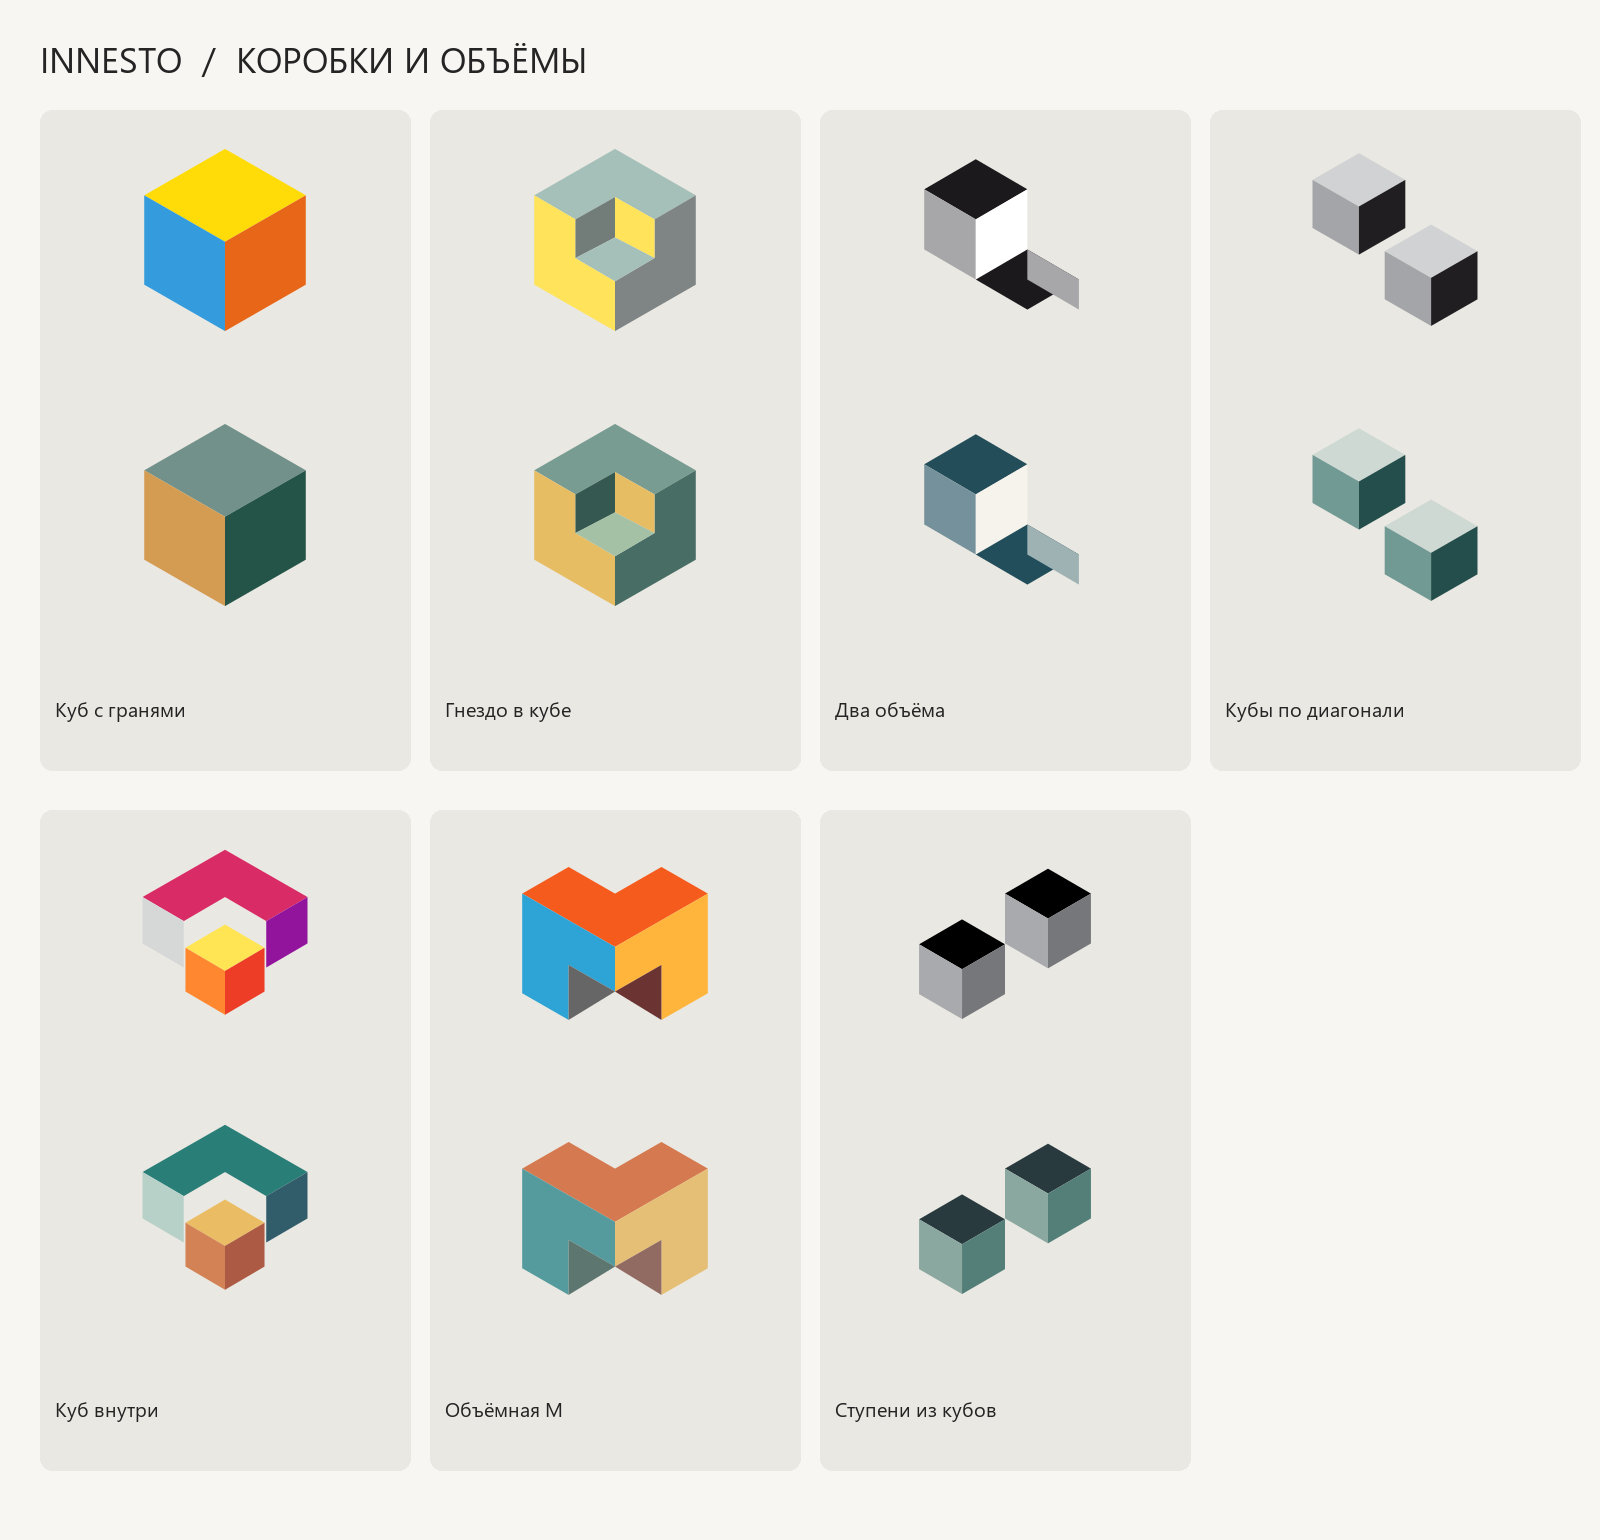 INNESTO / КОРОБКИ И ОБЪЁМЫ
Куб с гранями
Гнездо в кубе
Два объёма
Кубы по диагонали
Куб внутри
Объёмная М
Ступени из кубов